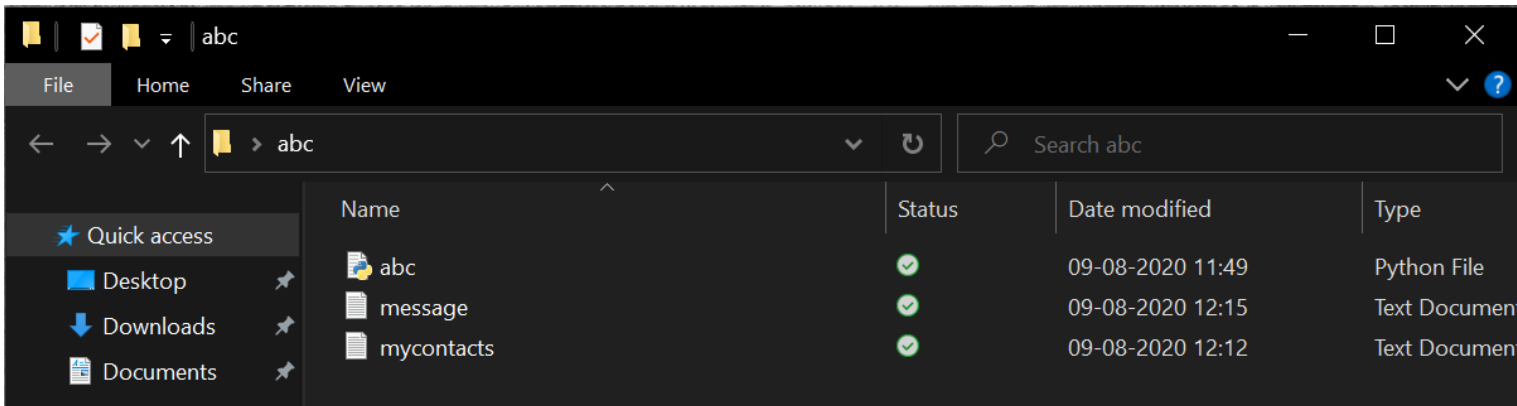 abc
File Home Share View
abc Search abc
Name Status Date modified Type
Quick access
Desktop
Downloads
Documents
abc 09-08-2020 11:49 Python File
message 09-08-2020 12:15 Text Documen
mycontacts 09-08-2020 12:12 Text Documen